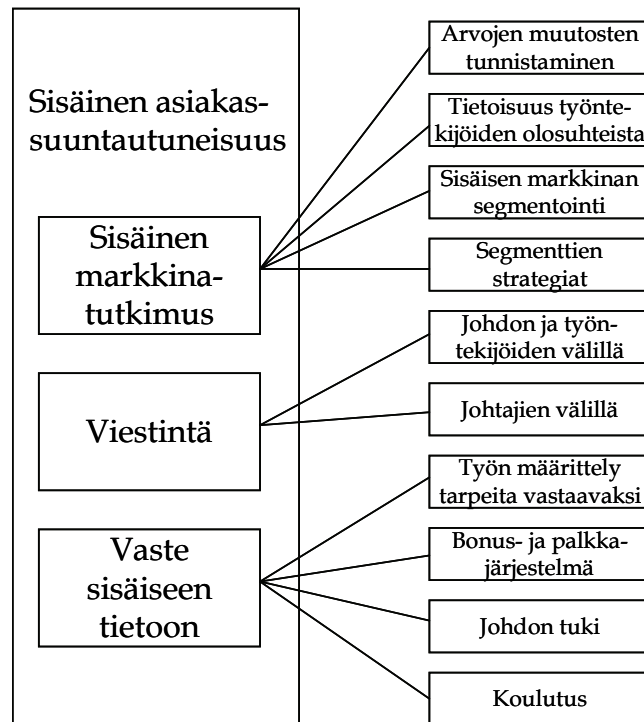 Sisäinen asiakas-
suuntautuneisuus
Sisäinen
markkina-
tutkimus
Viestintä
Vaste
sisäiseen
tietoon
Arvojen muutosten
tunnistaminen
Tietoisuus työnte-
kijöiden olosuhteista
Sisäisen markkinan
segmentointi
Segmenttien
strategiat
Johdon ja työn-
tekijöiden välillä
Johtajien välillä
Työn määrittely
tarpeita vastaavaksi
Bonus- ja palkka-
järjestelmä
Johdon tuki
Koulutus